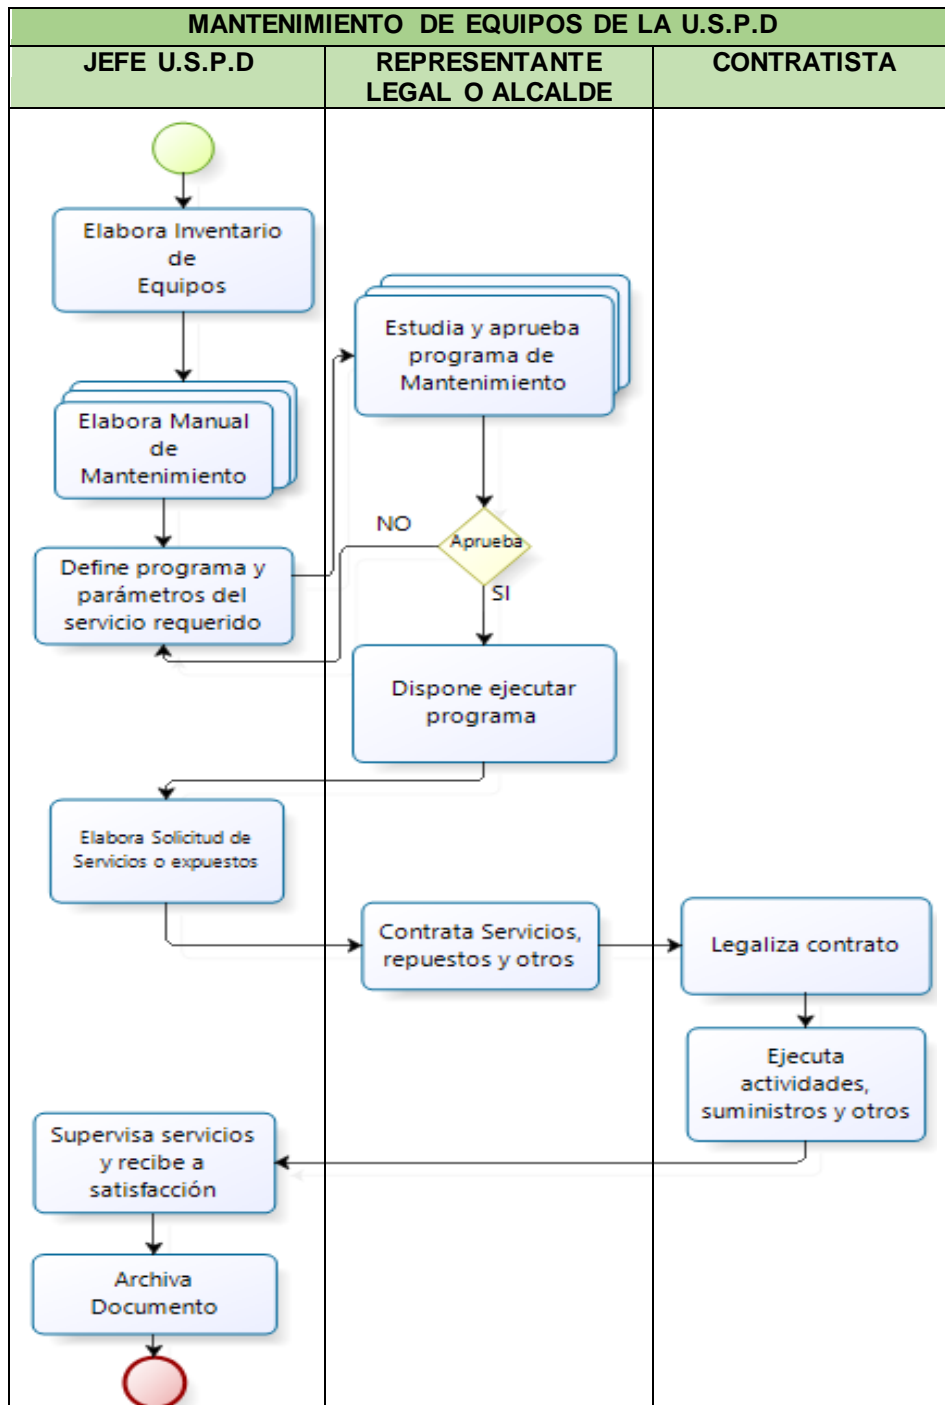 MANTENIMIENTO DE EQUIPOS DE LA U.S.P.D
JEFE U.S.P.D
REPRESENTANTE
LEGAL O ALCALDE
CONTRATISTA
Elabora Inventario
de
Equipos
Estudia y aprueba
programa de
Mantenimiento
Elabora Manual
de
Mantenimiento
NO
Aprueba
Define programa y
parámetros del
servicio requerido
SI
Dispone ejecutar
programa
Elabora Solicitud de
Servicios o expuestos
Contrata Servicios,
repuestos y otros
Legaliza contrato
Ejecuta
actividades,
suministros y otros
Supervisa servicios
y recibe a
satisfacción
Archiva
Documento